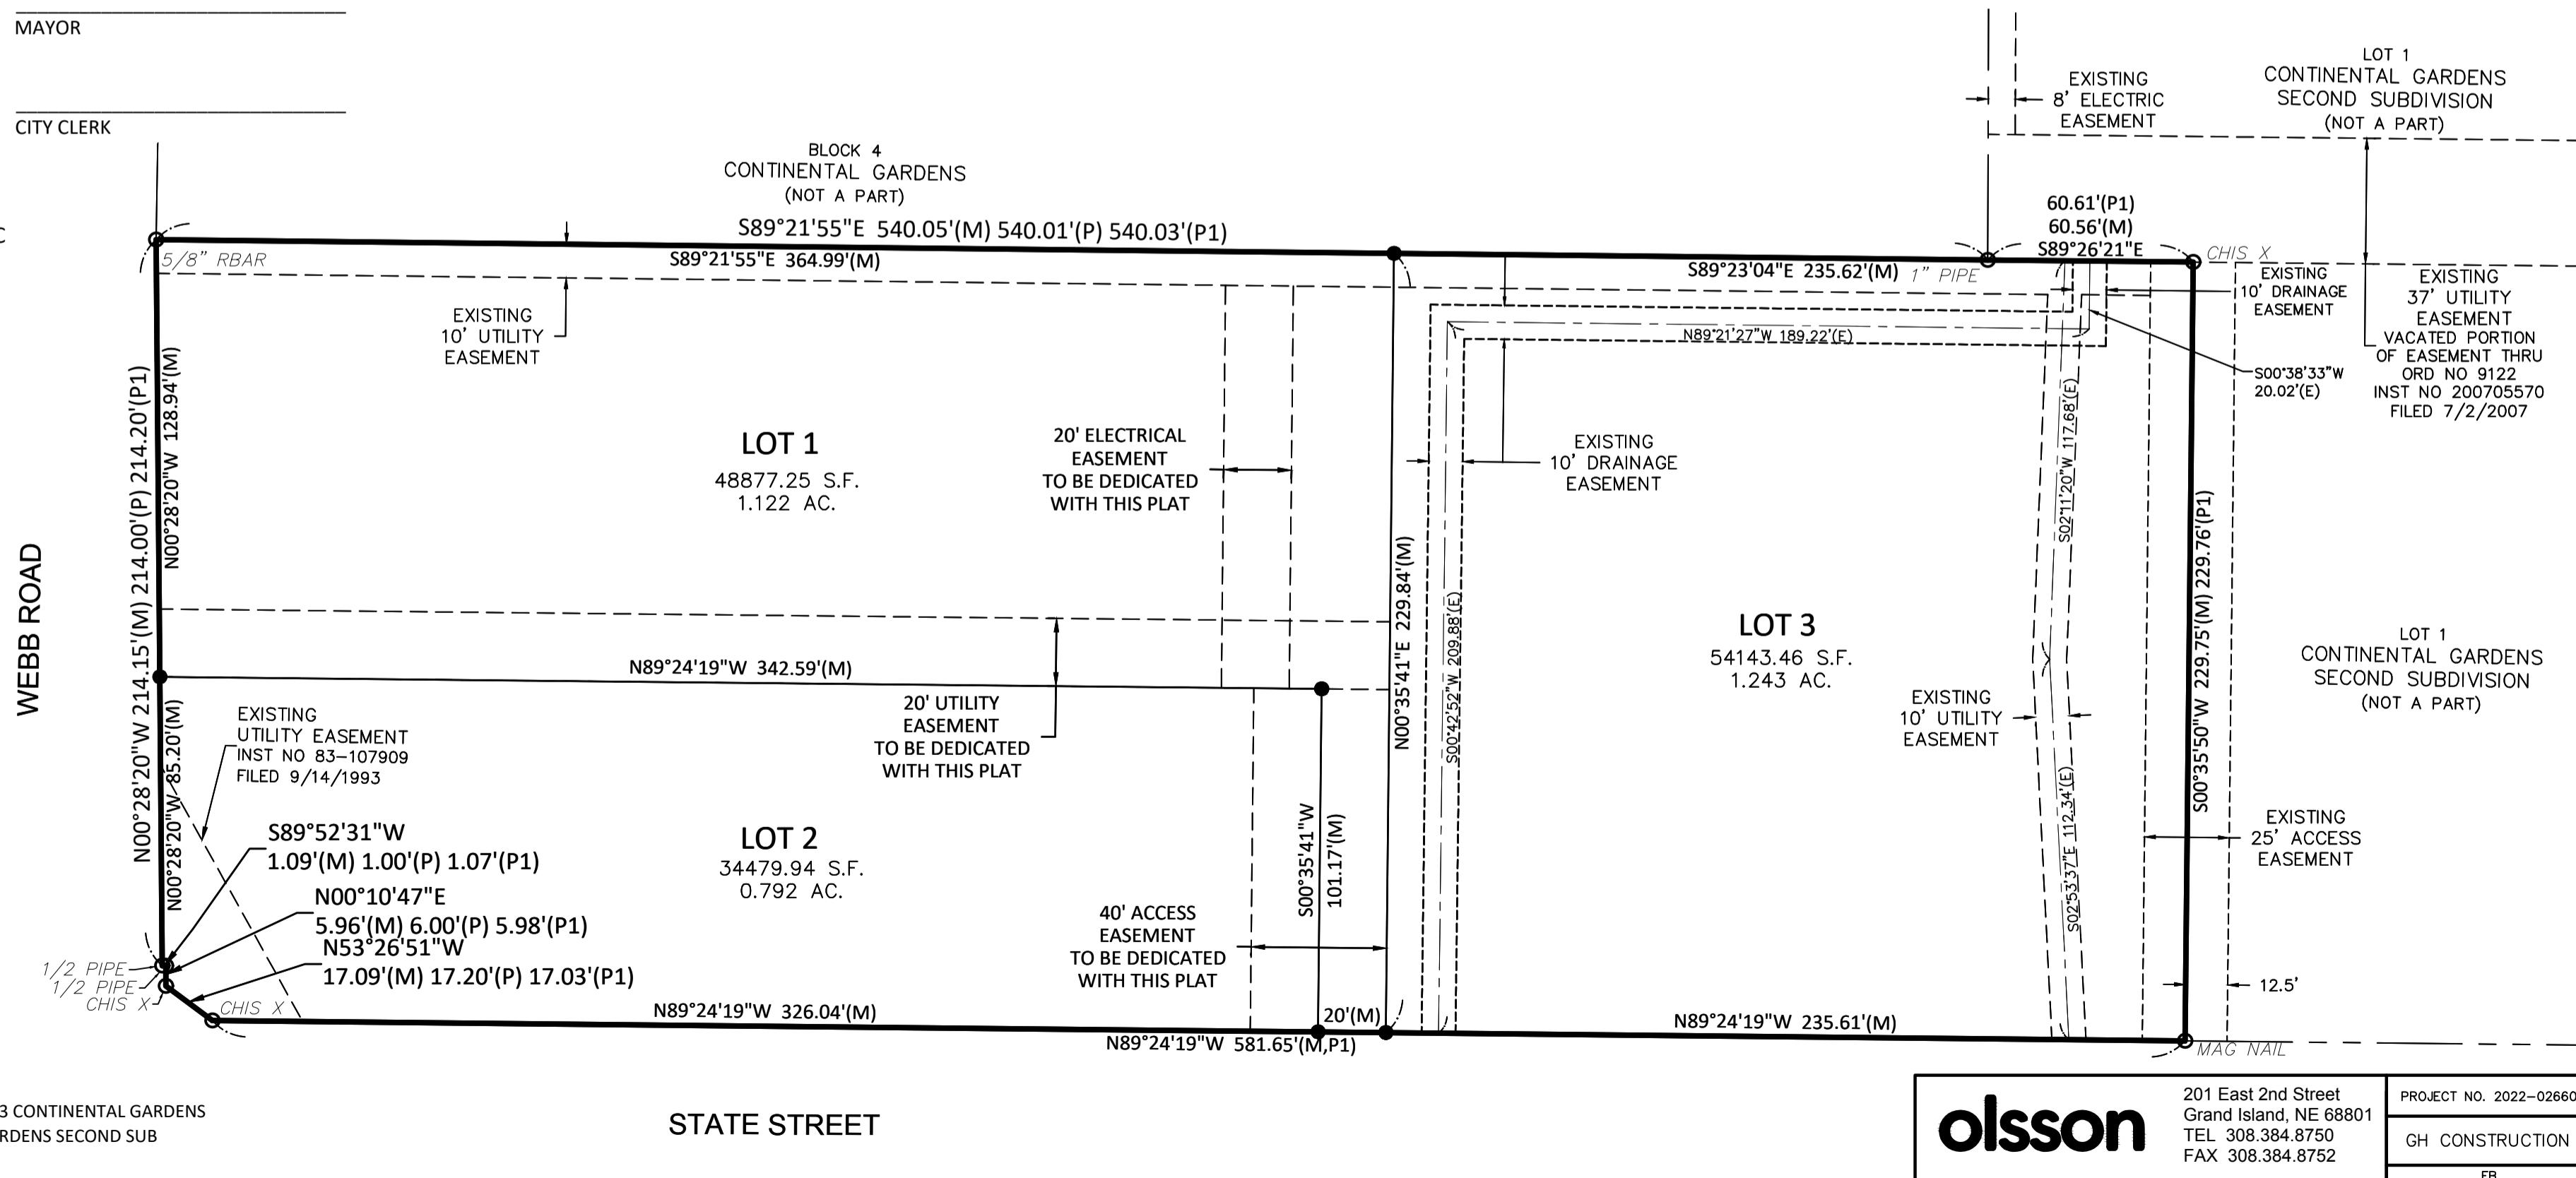 MAYOR
CITY CLERK
C
BLOCK 4
CONTINENTAL GARDENS
(NOT A PART)
S89°21'55"E 540.05'(M) 540.01'(P) 540.03'(P1)
S89°21'55"E 364.99'(M)
5/8" RBAR
EXISTING
10' UTILITY
EASEMENT
EXISTING
8' ELECTRIC
EASEMENT
LOT 1
CONTINENTAL GARDENS
SECOND SUBDIVISION
(NOT A PART)
60.61'(P1)
60.56'(M)
S89°26'21"E
S89°23'04"E 235.62'(M)
1" PIPE
CHIS X
EXISTING
10' DRAINAGE
EASEMENT
EXISTING
37' UTILITY
EASEMENT
VACATED PORTION
OF EASEMENT THRU
ORD NO 9122
INST NO 200705570
FILED 7/2/2007
N89°21'27"W 189.22'(E)
S00°38'33"W
20.02'(E)
WEBB ROAD
N00°28'20"W 214.15'(M) 214.00'(P) 214.20'(P1)
N00°28'20"W 128.94'(M)
LOT 1
48877.25 S.F.
1.122 AC.
20' ELECTRICAL
EASEMENT
TO BE DEDICATED
WITH THIS PLAT
EXISTING
10' DRAINAGE
EASEMENT
N00°35'41"E 229.84'(M)
S00°42'52"W 209.88'(E)
LOT 3
54143.46 S.F.
1.243 AC.
S02°11'20"W 117.68'(E)
S00°35'50"W 229.75'(M) 229.76'(P1)
LOT 1
CONTINENTAL GARDENS
SECOND SUBDIVISION
(NOT A PART)
N89°24'19"W 342.59'(M)
20' UTILITY
EASEMENT
TO BE DEDICATED
WITH THIS PLAT
EXISTING
10' UTILITY
EASEMENT
N00°28'20"W 85.20'(M)
EXISTING
UTILITY EASEMENT
INST NO 83-107909
FILED 9/14/1993
S89°52'31"W
1.09'(M) 1.00'(P) 1.07'(P1)
N00°10'47"E
5.96'(M) 6.00'(P) 5.98'(P1)
N53°26'51"W
17.09'(M) 17.20'(P) 17.03'(P1)
LOT 2
34479.94 S.F.
0.792 AC.
S00°35'41"W
101.17'(M)
40' ACCESS
EASEMENT
TO BE DEDICATED
WITH THIS PLAT
S02°53'37"E 112.34'(E)
EXISTING
25' ACCESS
EASEMENT
12.5'
1/2 PIPE
1/2 PIPE
CHIS X
CHIS X
N89°24'19"W 326.04'(M)
20'(M)
N89°24'19"W 235.61'(M)
N89°24'19"W 581.65'(M,P1)
MAG NAIL
3 CONTINENTAL GARDENS
RDENS SECOND SUB
STATE STREET
olsson
201 East 2nd Street
Grand Island, NE 68801
TEL 308.384.8750
FAX 308.384.8752
PROJECT NO. 2022-02660
GH CONSTRUCTION
FB